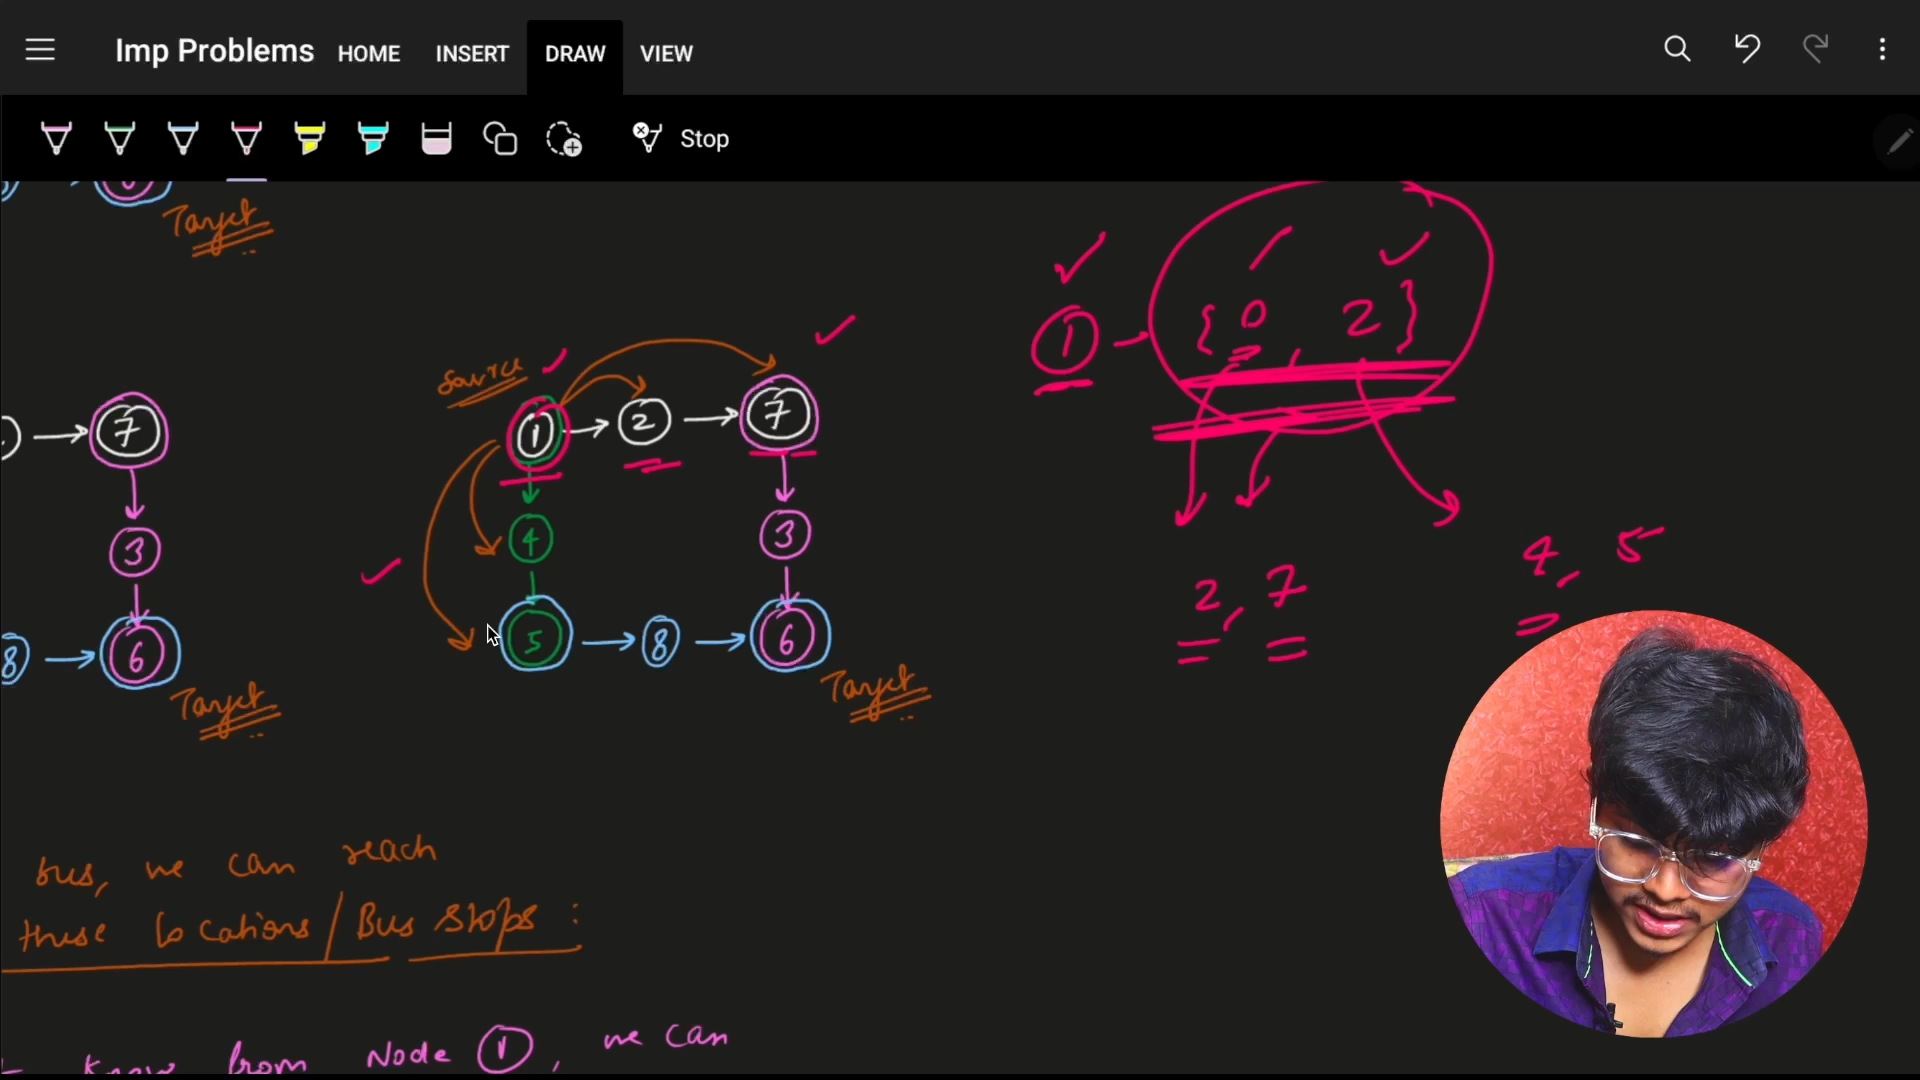 Imp Problems HOME INSERT DRAW VIEW
Stop
Target
✓ ✓ ✓
① → { 0, 2 }
Source ✓ ✓
1 → 2 → 7
7
4
3
3
✓
2, 7
4, 5
5 → 8 → 6
8 → 6
Target
Target
bus, we can reach
these locations / Bus stops :
know from Node ①, we can